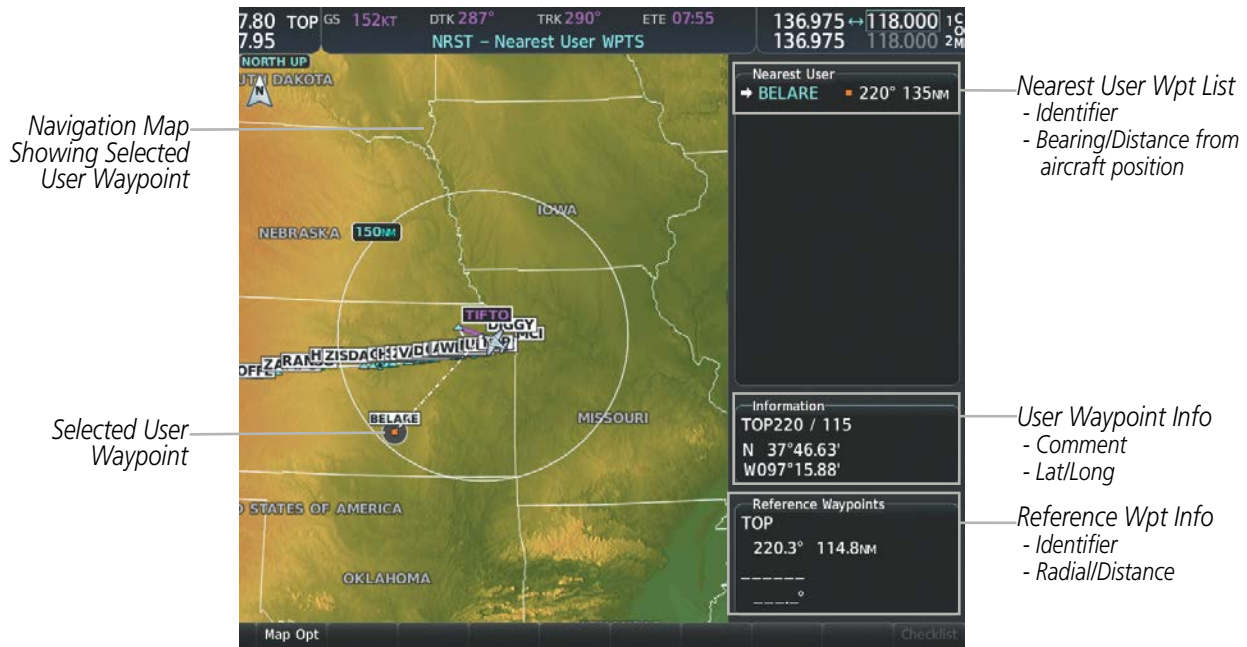 7.80 TOP GS 152KT DTK 287° TRK 290° ETE 07:55 136.975 ↔ 118.000 1
7.95 NRST – Nearest User WPTS 136.975 118.000 2
NORTH UP
DAKOTA
N
Nearest User
BELARE 220° 135NM
Nearest User Wpt List
- Identifier
- Bearing/Distance from
aircraft position
Navigation Map
Showing Selected
User Waypoint
IOWA
NEBRASKA 150NM
TIFTO
DIGGY
MCI
BELARE
MISSOURI
Selected User
Waypoint
Information
TOP220 / 115
N 37°46.63'
W097°15.88'
User Waypoint Info
- Comment
- Lat/Long
STATES OF AMERICA
Reference Waypoints
TOP
220.3° 114.8NM
______
___._°
Reference Wpt Info
- Identifier
- Radial/Distance
OKLAHOMA
Map Opt Checklist